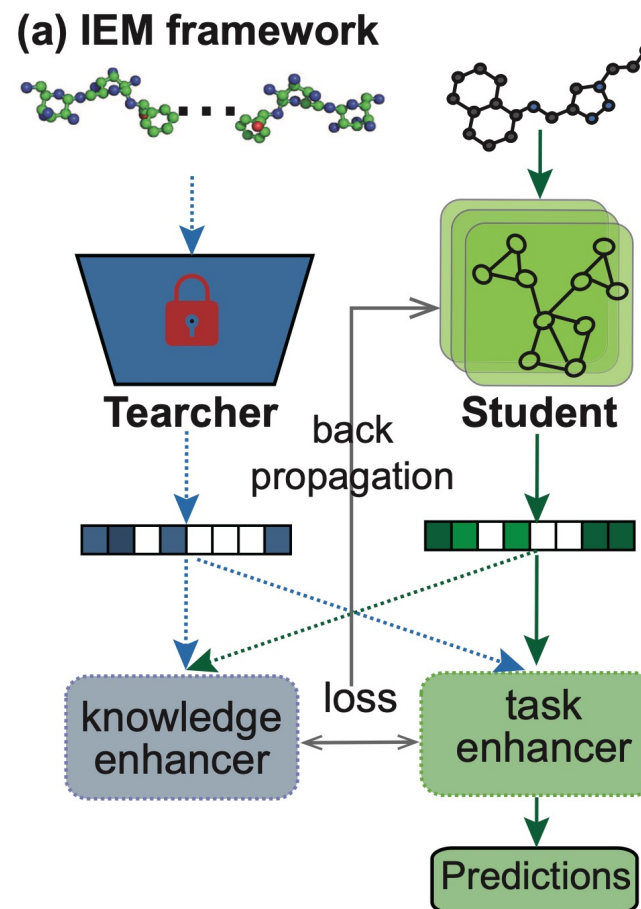 (a) IEM framework
Tearcher
Student
back
propagation
loss
knowledge
enhancer
task
enhancer
Predictions